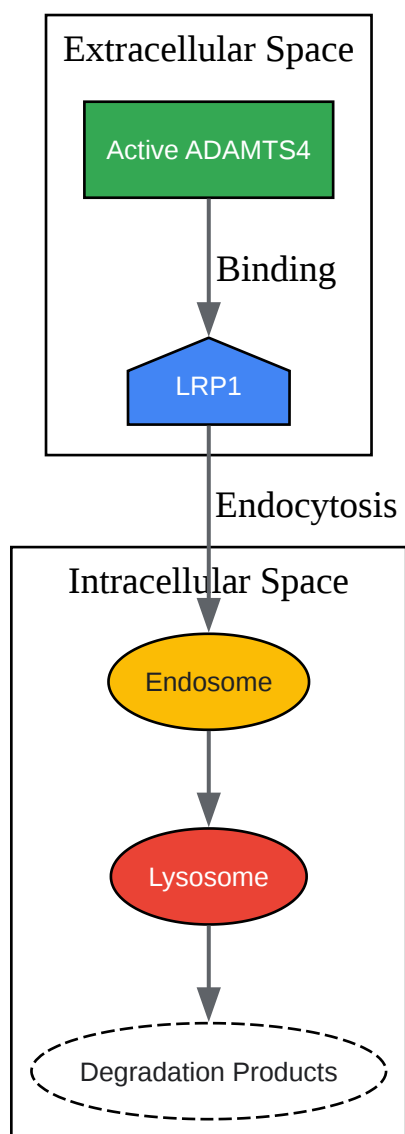 Extracellular Space
Active ADAMTS4
Binding
LRP1
Endocytosis
Intracellular Space
Endosome
Lysosome
Degradation Products